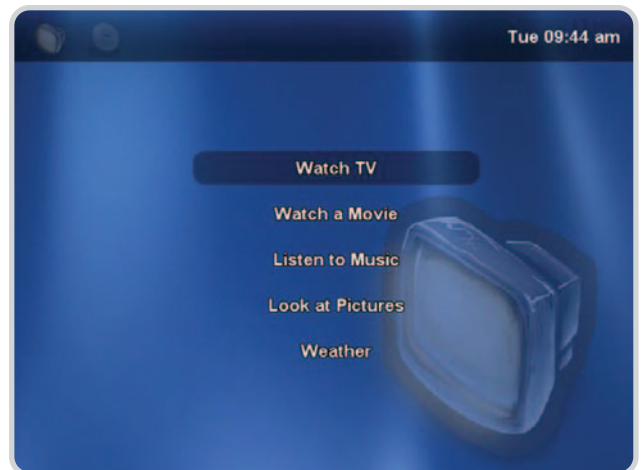 Tue 09:44 am
Watch TV
Watch a Movie
Listen to Music
Look at Pictures
Weather